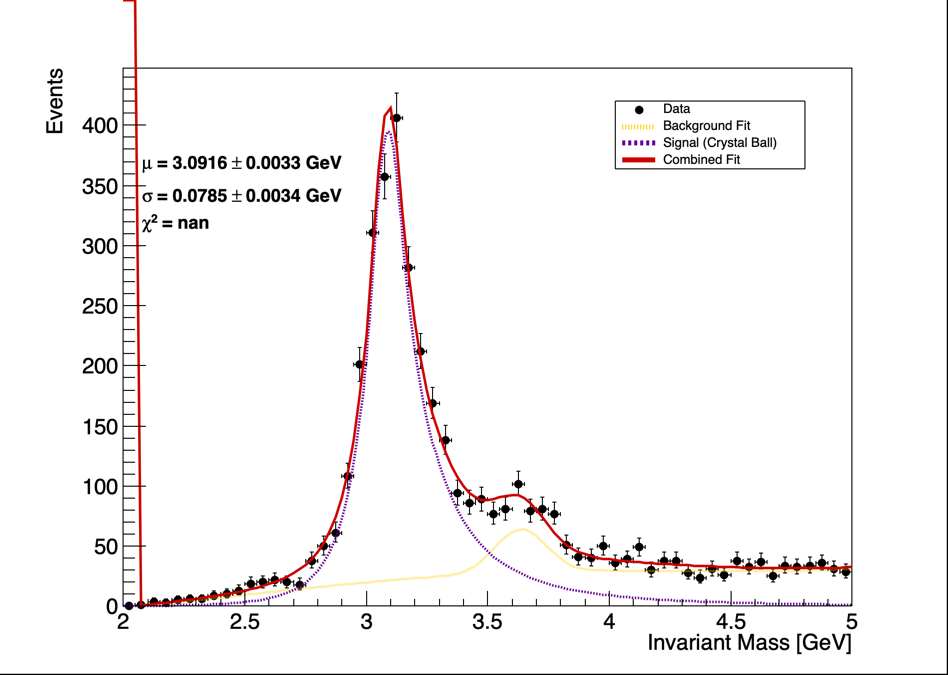 Events
400
350
300
250
200
150
100
50
0
μ = 3.0916 ± 0.0033 GeV
σ = 0.0785 ± 0.0034 GeV
χ² = nan
Data
Background Fit
Signal (Crystal Ball)
Combined Fit
2 2.5 3 3.5 4 4.5 5
Invariant Mass [GeV]